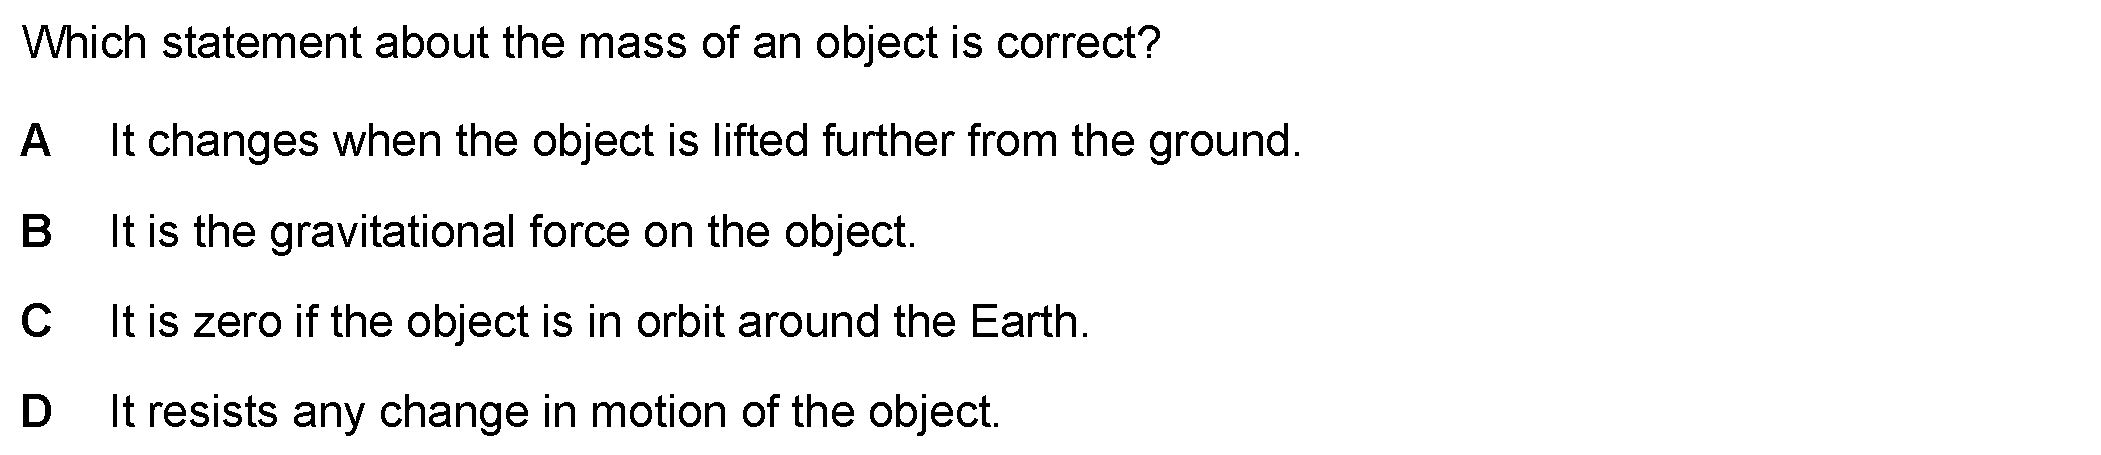 Which statement about the mass of an object is correct?
A It changes when the object is lifted further from the ground.
B It is the gravitational force on the object.
C It is zero if the object is in orbit around the Earth.
D It resists any change in motion of the object.